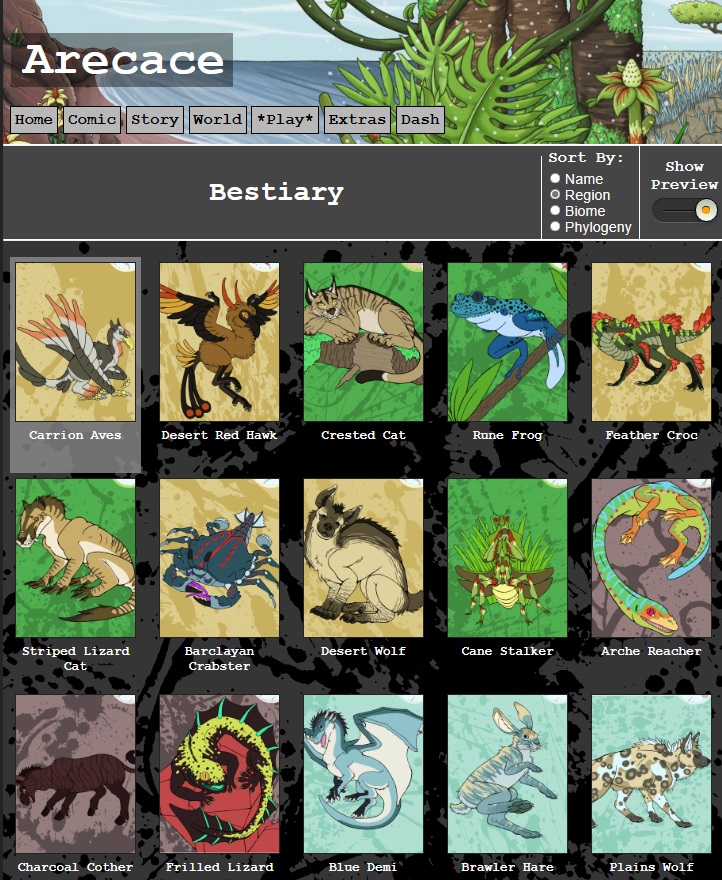 Arecace
Home Comic Story World *Play* Extras Dash
Bestiary
Sort By:
Name
Region
Biome
Phylogeny
Show
Preview
Carrion Aves
Desert Red Hawk
Crested Cat
Rune Frog
Feather Croc
Striped Lizard
Cat
Barclayan
Crabster
Desert Wolf
Cane Stalker
Arche Reacher
Charcoal Cother
Frilled Lizard
Blue Demi
Brawler Hare
Plains Wolf